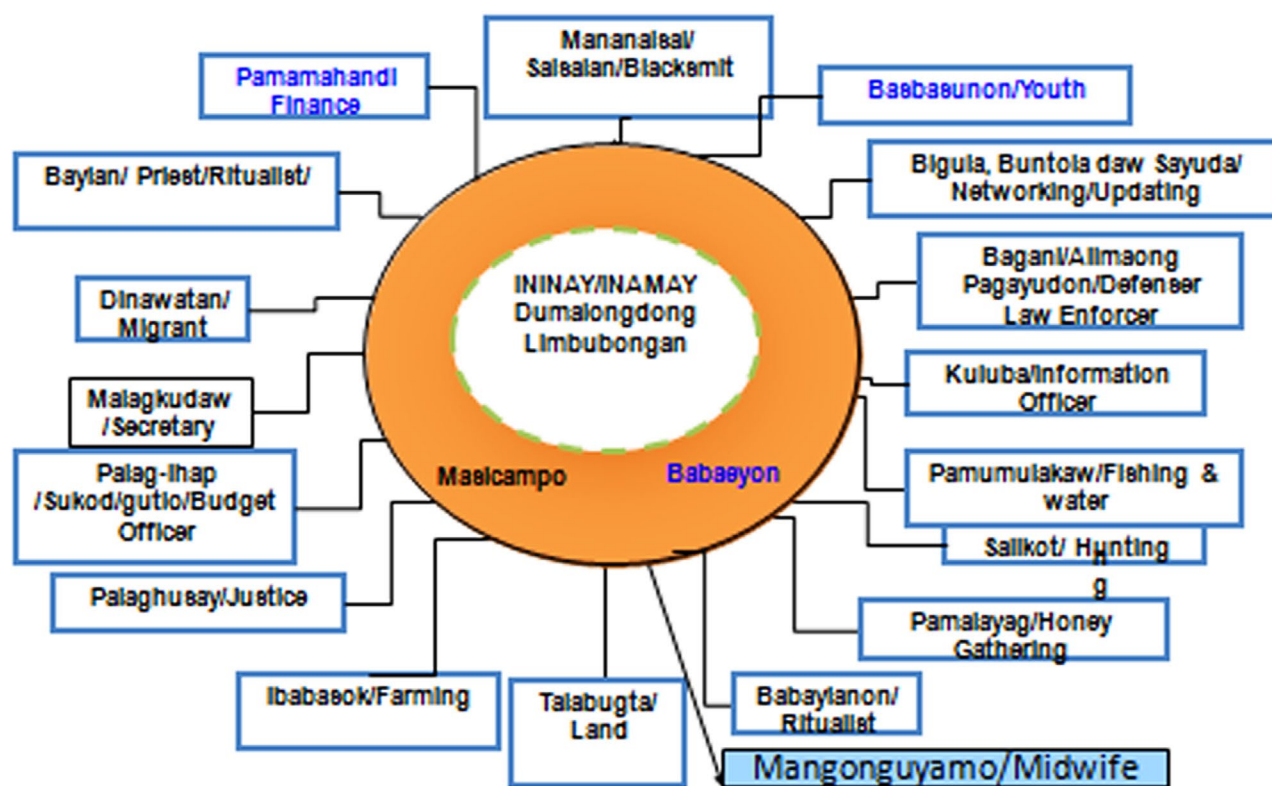 Mananalsal/
Salsalan/Blacksmit
Pamamahandi
Finance
Basbasunon/Youth
Baylan/ Priest/Ritualist/
Bigula, Buntola daw Sayuda/
Networking/Updating
Dinawatan/
Migrant
ININAY/INAMAY
Dumalongdong
Limbubongan
Bagani/Alimaong
Pagayudon/Defenser
Law Enforcer
Malagkudaw
/Secretary
Kuluba/Information
Officer
Palag-ihap
/Sukod/gutlo/Budget
Officer
Masicampo
Babasyon
Pamumulakaw/Fishing &
water
Salikot/ Hunting
ng
Palaghusay/Justice
Pamalayag/Honey
Gathering
Ibabasok/Farming
Talabugta/
Land
Babaylanon/
Ritualist
Mangonguyamo/Midwife